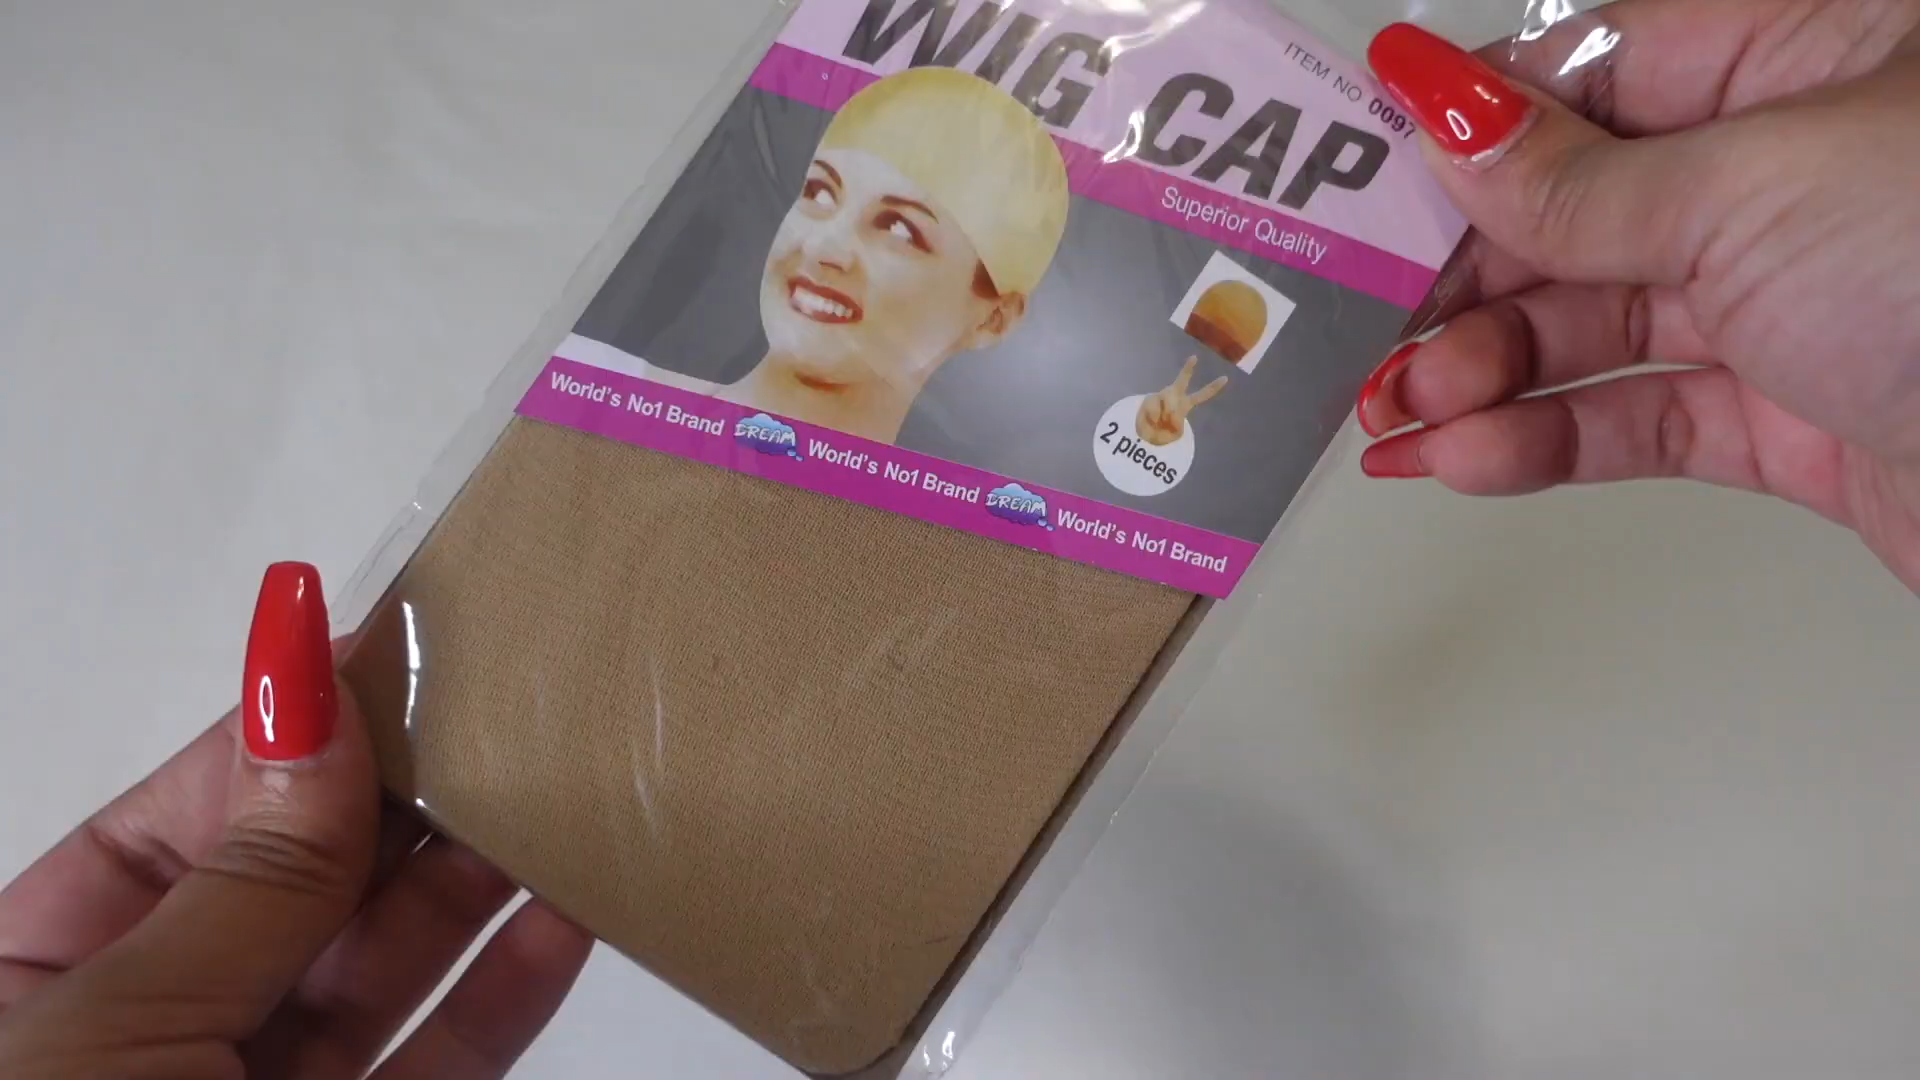 WIG CAP
ITEM NO 0097
Superior Quality
2 pieces
World's No1 Brand DREAM World's No1 Brand DREAM World's No1 Brand